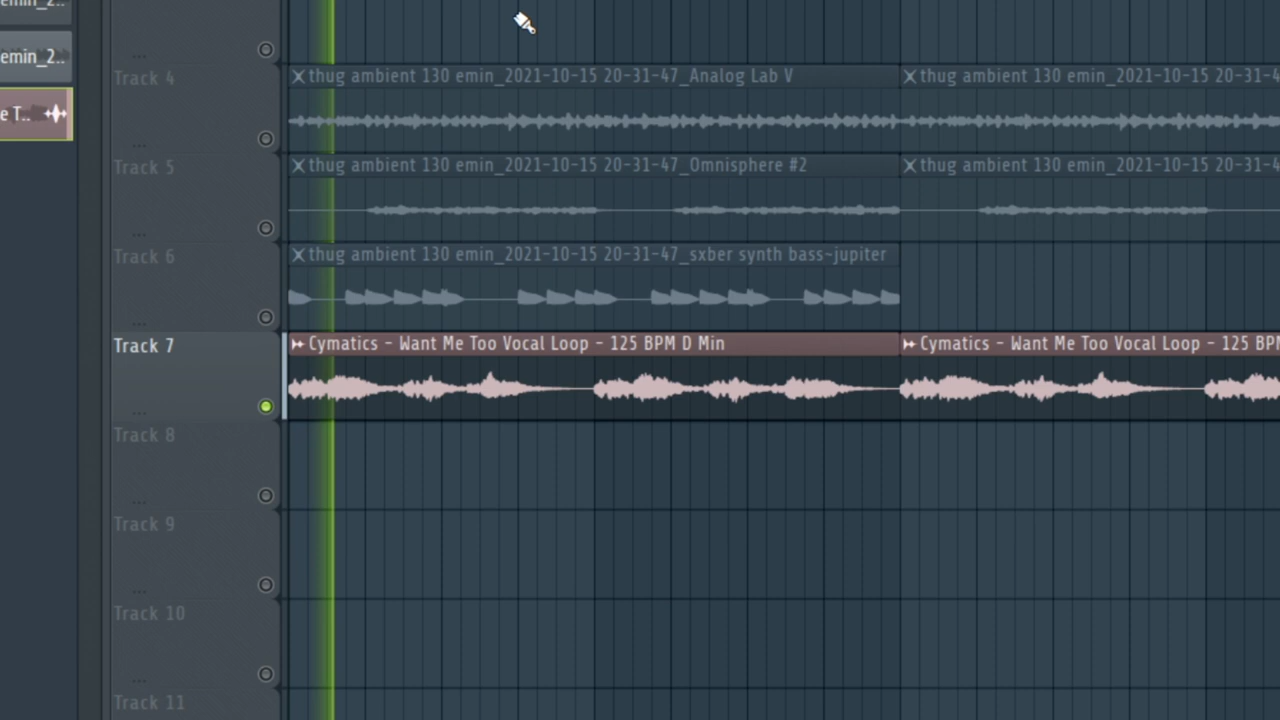 emin_2..
emin_2..
e T..
Track 4
thug ambient 130 emin_2021-10-15 20-31-47_Analog Lab V
thug ambient 130 emin_2021-10-15 20-31-4
Track 5
thug ambient 130 emin_2021-10-15 20-31-47_Omnisphere #2
thug ambient 130 emin_2021-10-15 20-31-4
Track 6
thug ambient 130 emin_2021-10-15 20-31-47_sxber synth bass~jupiter
Track 7
Cymatics - Want Me Too Vocal Loop - 125 BPM D Min
Cymatics - Want Me Too Vocal Loop - 125 BPM
Track 8
Track 9
Track 10
Track 11